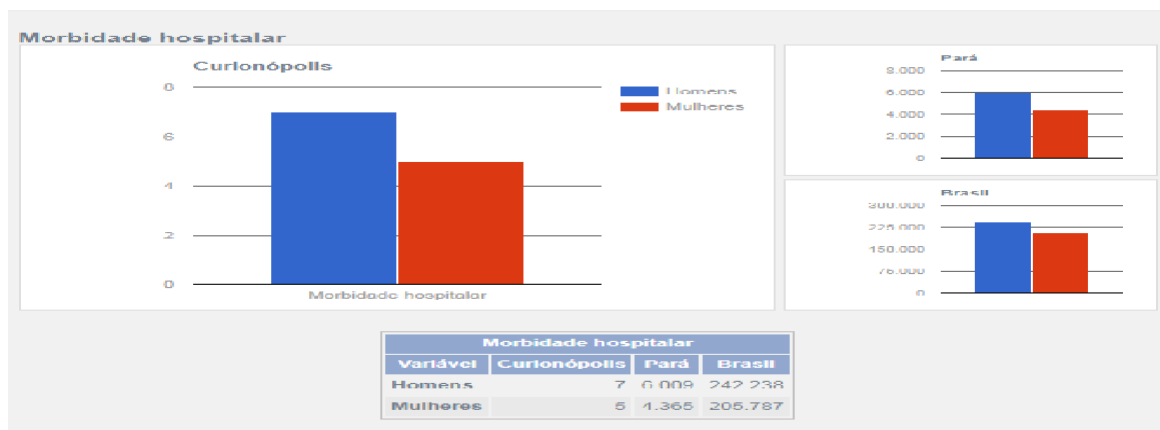 Morbidade hospitalar
Curionópolis
8
6
4
2
0
Morbidade hospitalar
Homens
Mulheres
Pará
8.000
6.000
4.000
2.000
0
Brasil
300.000
225.000
150.000
75.000
0
Morbidade hospitalar
Variável Curionópolis Pará Brasil
Homens 7 6.009 242.238
Mulheres 5 4.365 205.787